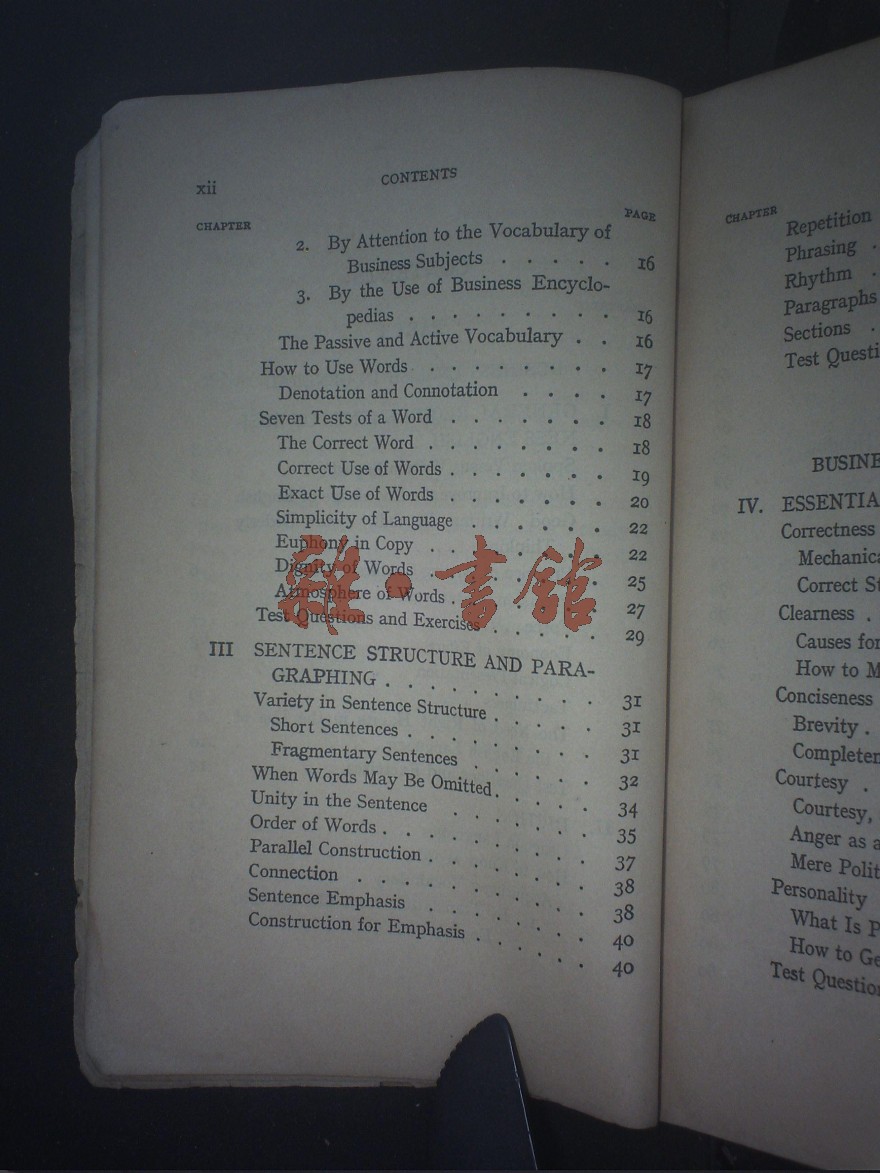 xii
CONTENTS
CHAPTER
PAGE
2. By Attention to the Vocabulary of
Business Subjects . . . . . 16
3. By the Use of Business Encyclo-
pedias . . . . . . . . . 16
The Passive and Active Vocabulary . . 16
How to Use Words . . . . . . . . 17
Denotation and Connotation . . . . 17
Seven Tests of a Word . . . . . . . 18
The Correct Word . . . . . . . 18
Correct Use of Words . . . . . . . 19
Exact Use of Words . . . . . . . 20
Simplicity of Language . . . . . . 22
Euphony in Copy . . . . . . . 22
Dignity of Words . . . . . . . 25
Atmosphere of Words . . . . . . 27
Test Questions and Exercises . . . . . 29
III SENTENCE STRUCTURE AND PARA-
GRAPHING . . . . . . . . . 31
Variety in Sentence Structure . . . . . 31
Short Sentences . . . . . . . . 31
Fragmentary Sentences . . . . . . 32
When Words May Be Omitted . . . . . 34
Unity in the Sentence . . . . . . 35
Order of Words . . . . . . . . 37
Parallel Construction . . . . . . . 38
Connection . . . . . . . . . 38
Sentence Emphasis . . . . . . . 40
Construction for Emphasis . . . . . 40
雜·書館
CHAPTER
Repetition
Phrasing .
Rhythm .
Paragraphs
Sections .
Test Questi
BUSINE
IV. ESSENTIA
Correctness
Mechanica
Correct St
Clearness .
Causes for
How to M
Conciseness
Brevity .
Completen
Courtesy .
Courtesy,
Anger as a
Mere Polit
Personality
What Is P
How to Ge
Test Question